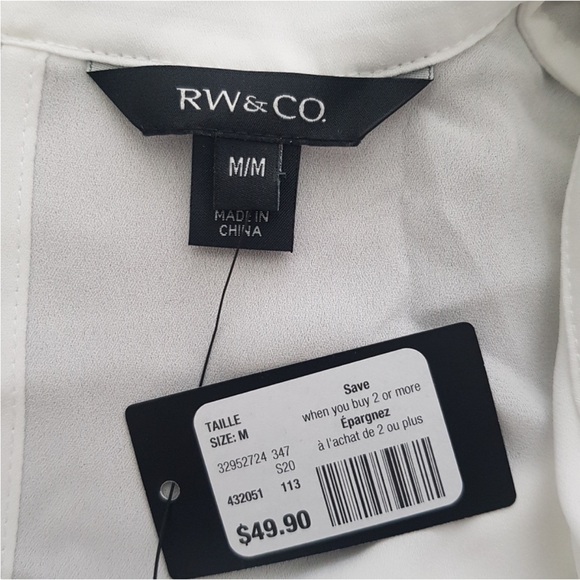 RW&CO.
M/M
MADE IN
CHINA
TAILLE
SIZE: M
32952724 347
S20
432051 113
$49.90
Save
when you buy 2 or more
Épargnez
à l'achat de 2 ou plus